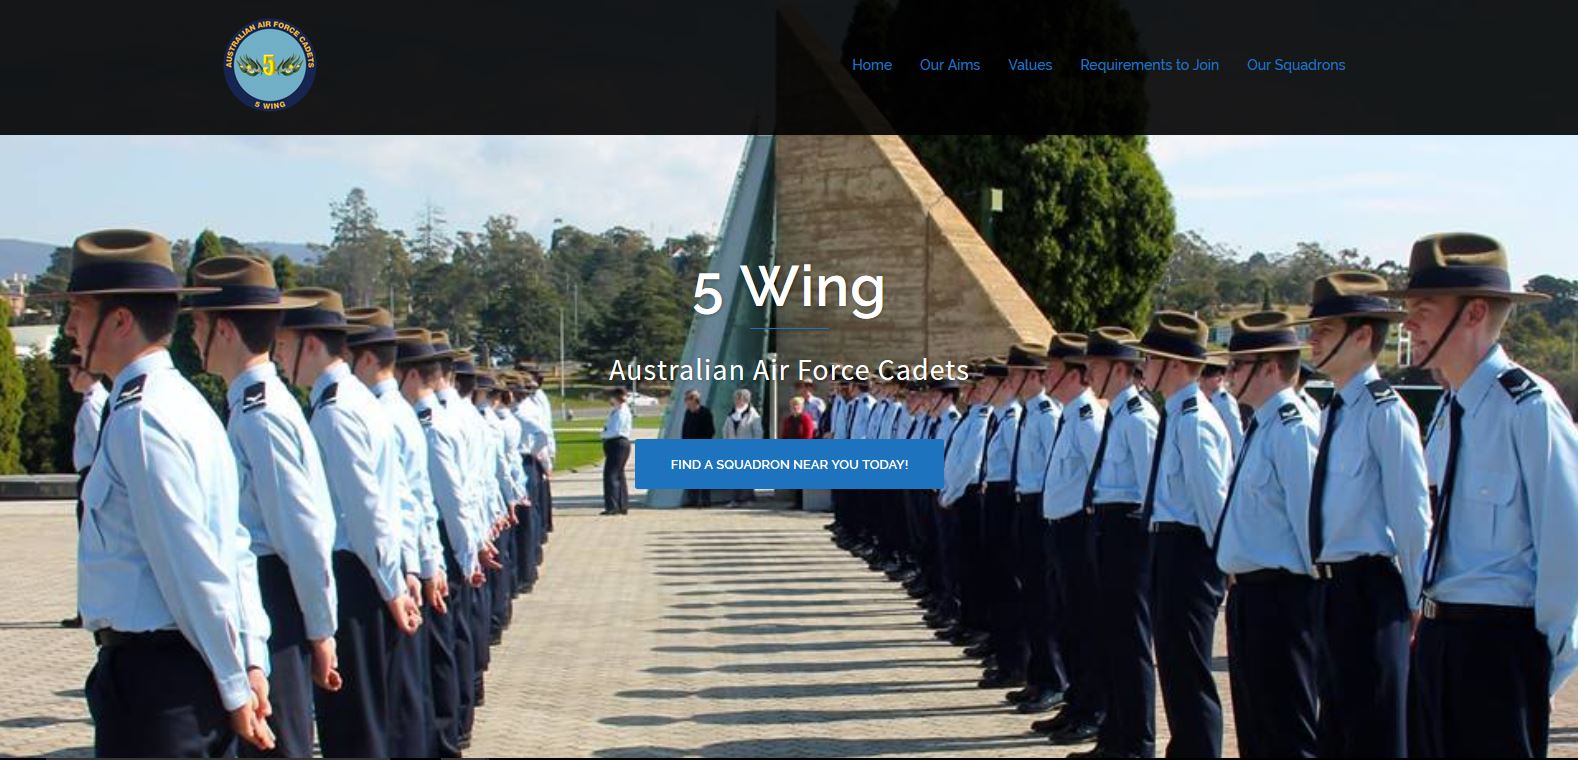 AUSTRALIAN AIR FORCE CADETS
5
5 WING
Home Our Aims Values Requirements to Join Our Squadrons
5 Wing
Australian Air Force Cadets
FIND A SQUADRON NEAR YOU TODAY!